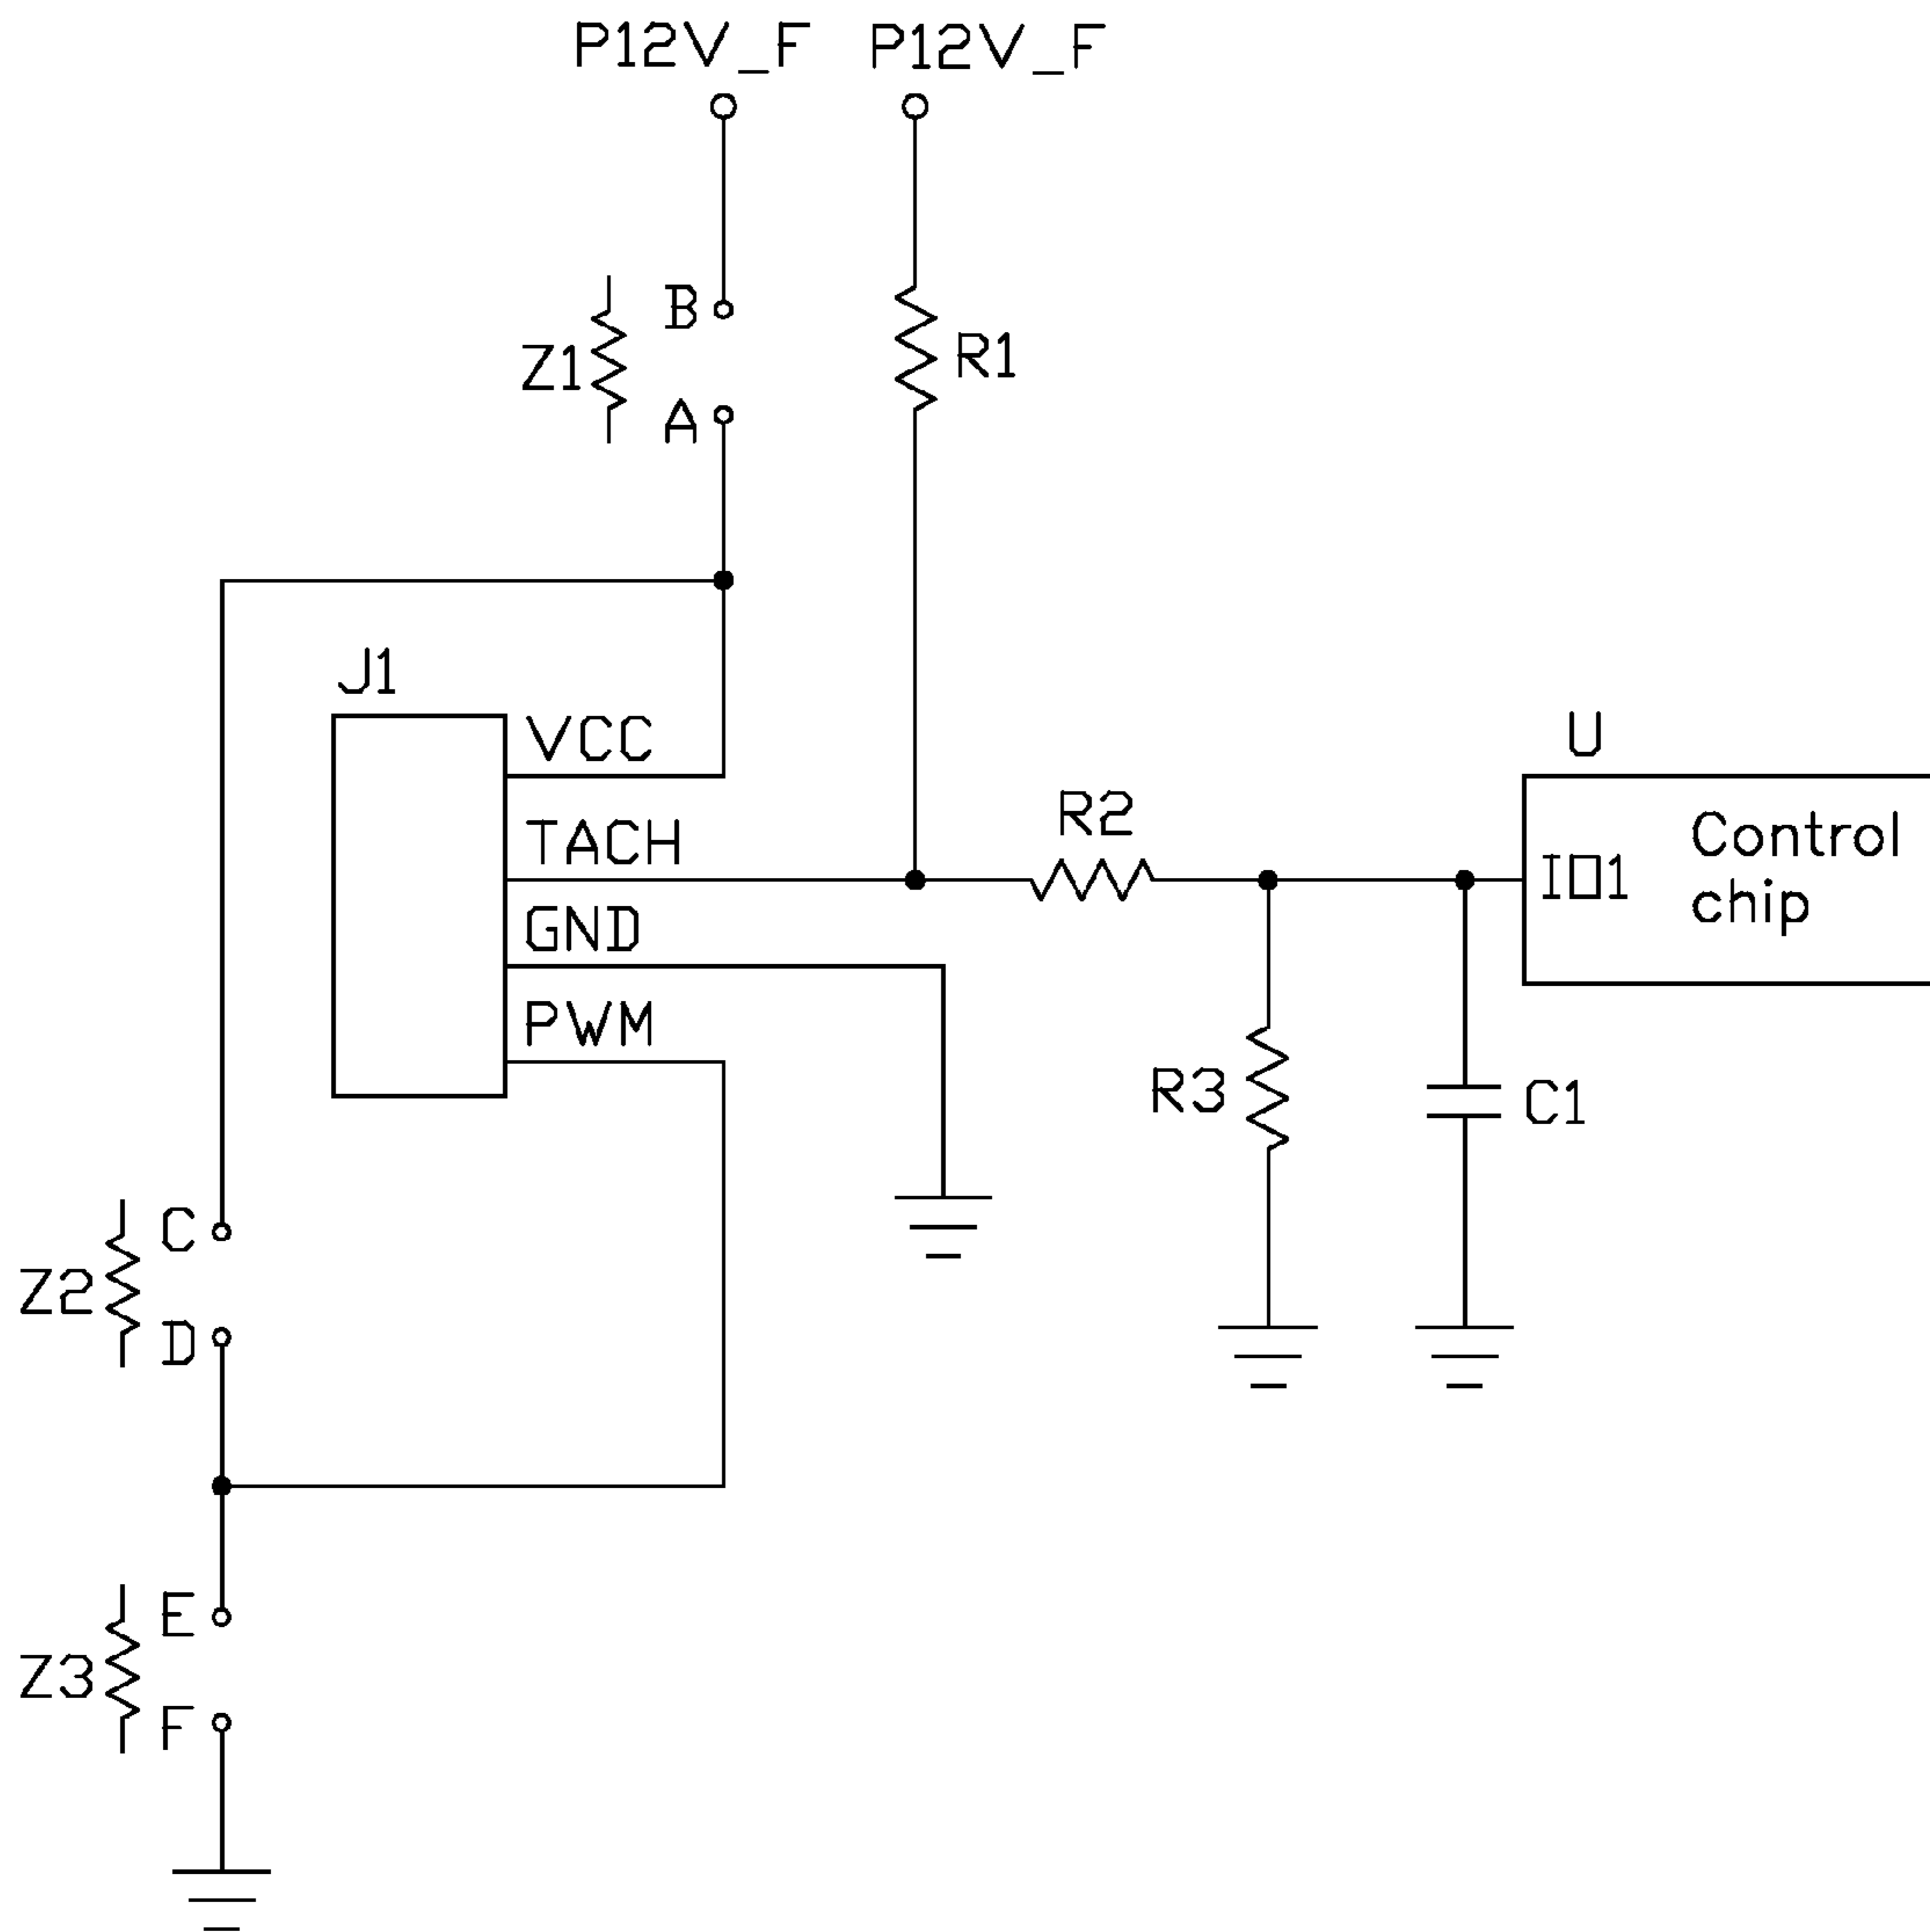 P12V_F P12V_F
B
Z1
R1
A
J1
VCC
U
TACH
R2
Control
IO1
chip
GND
PWM
R3
C1
C
Z2
D
E
Z3
F